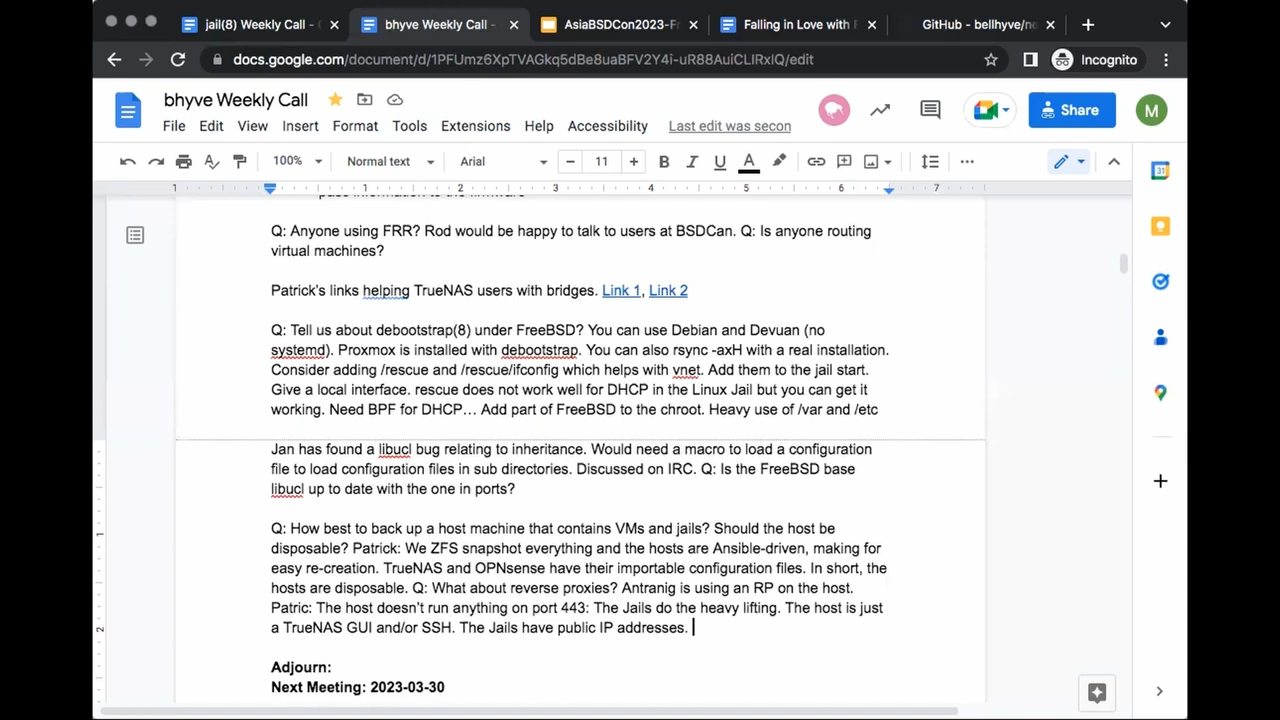 jail(8) Weekly Call -
bhyve Weekly Call -
AsiaBSDCon2023-F
Falling in Love with
GitHub - bellhyve/ne
docs.google.com/document/d/1PFUmz6XpTVAGkq5dBe8uaBFV2Y4i-uR88AuiCLIRxIQ/edit
Incognito
bhyve Weekly Call
Share
M
File Edit View Insert Format Tools Extensions Help Accessibility Last edit was secon
100% Normal text Arial 11 B I U A
1 1 2 3 4 5 6 7
pass information to the firmware
Q: Anyone using FRR? Rod would be happy to talk to users at BSDCan. Q: Is anyone routing
virtual machines?
Patrick's links helping TrueNAS users with bridges. Link 1, Link 2
Q: Tell us about debootstrap(8) under FreeBSD? You can use Debian and Devuan (no
systemd). Proxmox is installed with debootstrap. You can also rsync -axH with a real installation.
Consider adding /rescue and /rescue/ifconfig which helps with vnet. Add them to the jail start.
Give a local interface. rescue does not work well for DHCP in the Linux Jail but you can get it
working. Need BPF for DHCP… Add part of FreeBSD to the chroot. Heavy use of /var and /etc
Jan has found a libucl bug relating to inheritance. Would need a macro to load a configuration
file to load configuration files in sub directories. Discussed on IRC. Q: Is the FreeBSD base
libucl up to date with the one in ports?
Q: How best to back up a host machine that contains VMs and jails? Should the host be
disposable? Patrick: We ZFS snapshot everything and the hosts are Ansible-driven, making for
easy re-creation. TrueNAS and OPNsense have their importable configuration files. In short, the
hosts are disposable. Q: What about reverse proxies? Antranig is using an RP on the host.
Patric: The host doesn't run anything on port 443: The Jails do the heavy lifting. The host is just
a TrueNAS GUI and/or SSH. The Jails have public IP addresses.
Adjourn:
Next Meeting: 2023-03-30